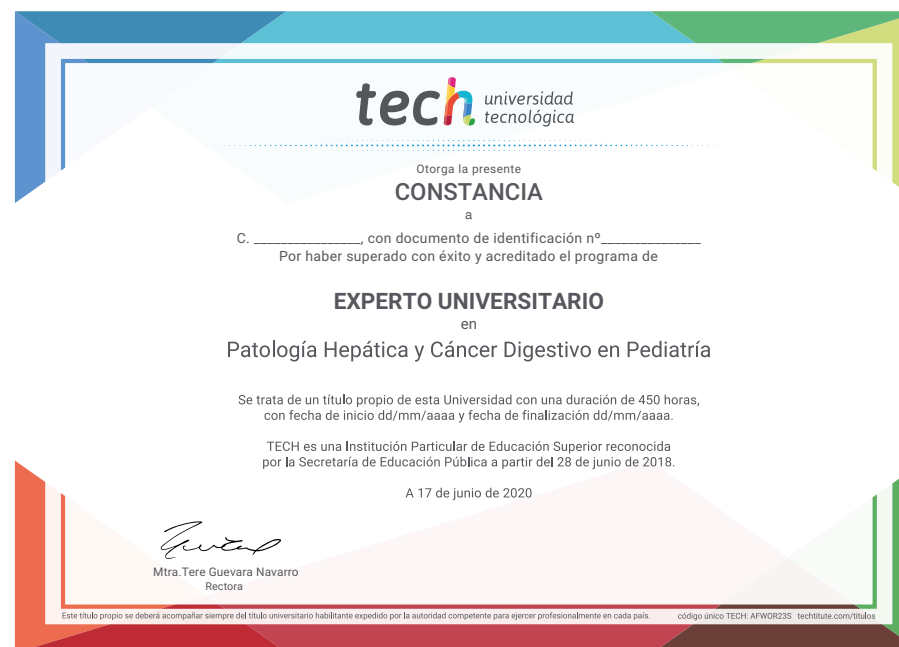 tech universidad
tecnológica
Otorga la presente
CONSTANCIA
a
C. ________________, con documento de identificación nº_______________
Por haber superado con éxito y acreditado el programa de
EXPERTO UNIVERSITARIO
en
Patología Hepática y Cáncer Digestivo en Pediatría
Se trata de un título propio de esta Universidad con una duración de 450 horas,
con fecha de inicio dd/mm/aaaa y fecha de finalización dd/mm/aaaa.
TECH es una Institución Particular de Educación Superior reconocida
por la Secretaría de Educación Pública a partir del 28 de junio de 2018.
A 17 de junio de 2020
Mtra.Tere Guevara Navarro
Rectora
Este título propio se deberá acompañar siempre del título universitario habilitante expedido por la autoridad competente para ejercer profesionalmente en cada país. código único TECH: AFWOR23S techtitute.com/titulos